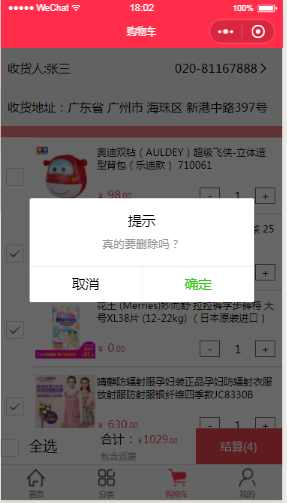 WeChat
18:02
100%
购物车
收货人:张三
020-81167888
收货地址：广东省 广州市 海珠区 新港中路397号
奥迪双钻（AULDEY）超级飞侠-立体造
型背包（乐迪款） 710061
¥ 98.00
- 1 +
25
+
提示
真的要删除吗？
取消
确定
花王 (Merries)妙而舒 拉拉裤学步裤特 大
号XL38片 (12-22kg) （日本原装进口）
¥ 0.00
- 1 +
婧麒防辐射服孕妇装正品孕妇防辐射衣服
放射服防射服银纤维四季款JC8330B
¥ 630.00
- 1 +
全选
合计：¥1029.00
包含运费
结算(4)
首页
分类
购物车
我的